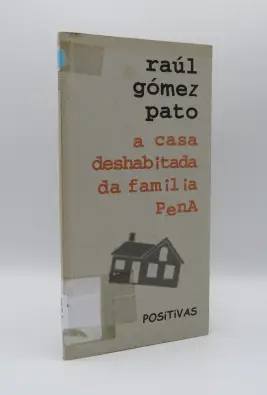 raúl
gómez
pato
a casa
deshabitada
da familia
PenA
POSiTiVAS